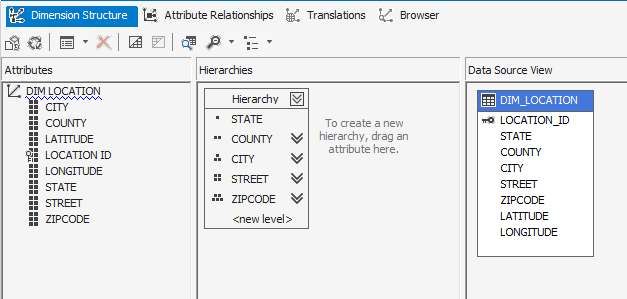 Dimension Structure Attribute Relationships Translations Browser
Attributes
DIM LOCATION
CITY
COUNTY
LATITUDE
LOCATION ID
LONGITUDE
STATE
STREET
ZIPCODE
Hierarchies
Hierarchy
STATE
COUNTY
CITY
STREET
ZIPCODE
<new level>
To create a new
hierarchy, drag an
attribute here.
Data Source View
DIM_LOCATION
LOCATION_ID
STATE
COUNTY
CITY
STREET
ZIPCODE
LATITUDE
LONGITUDE